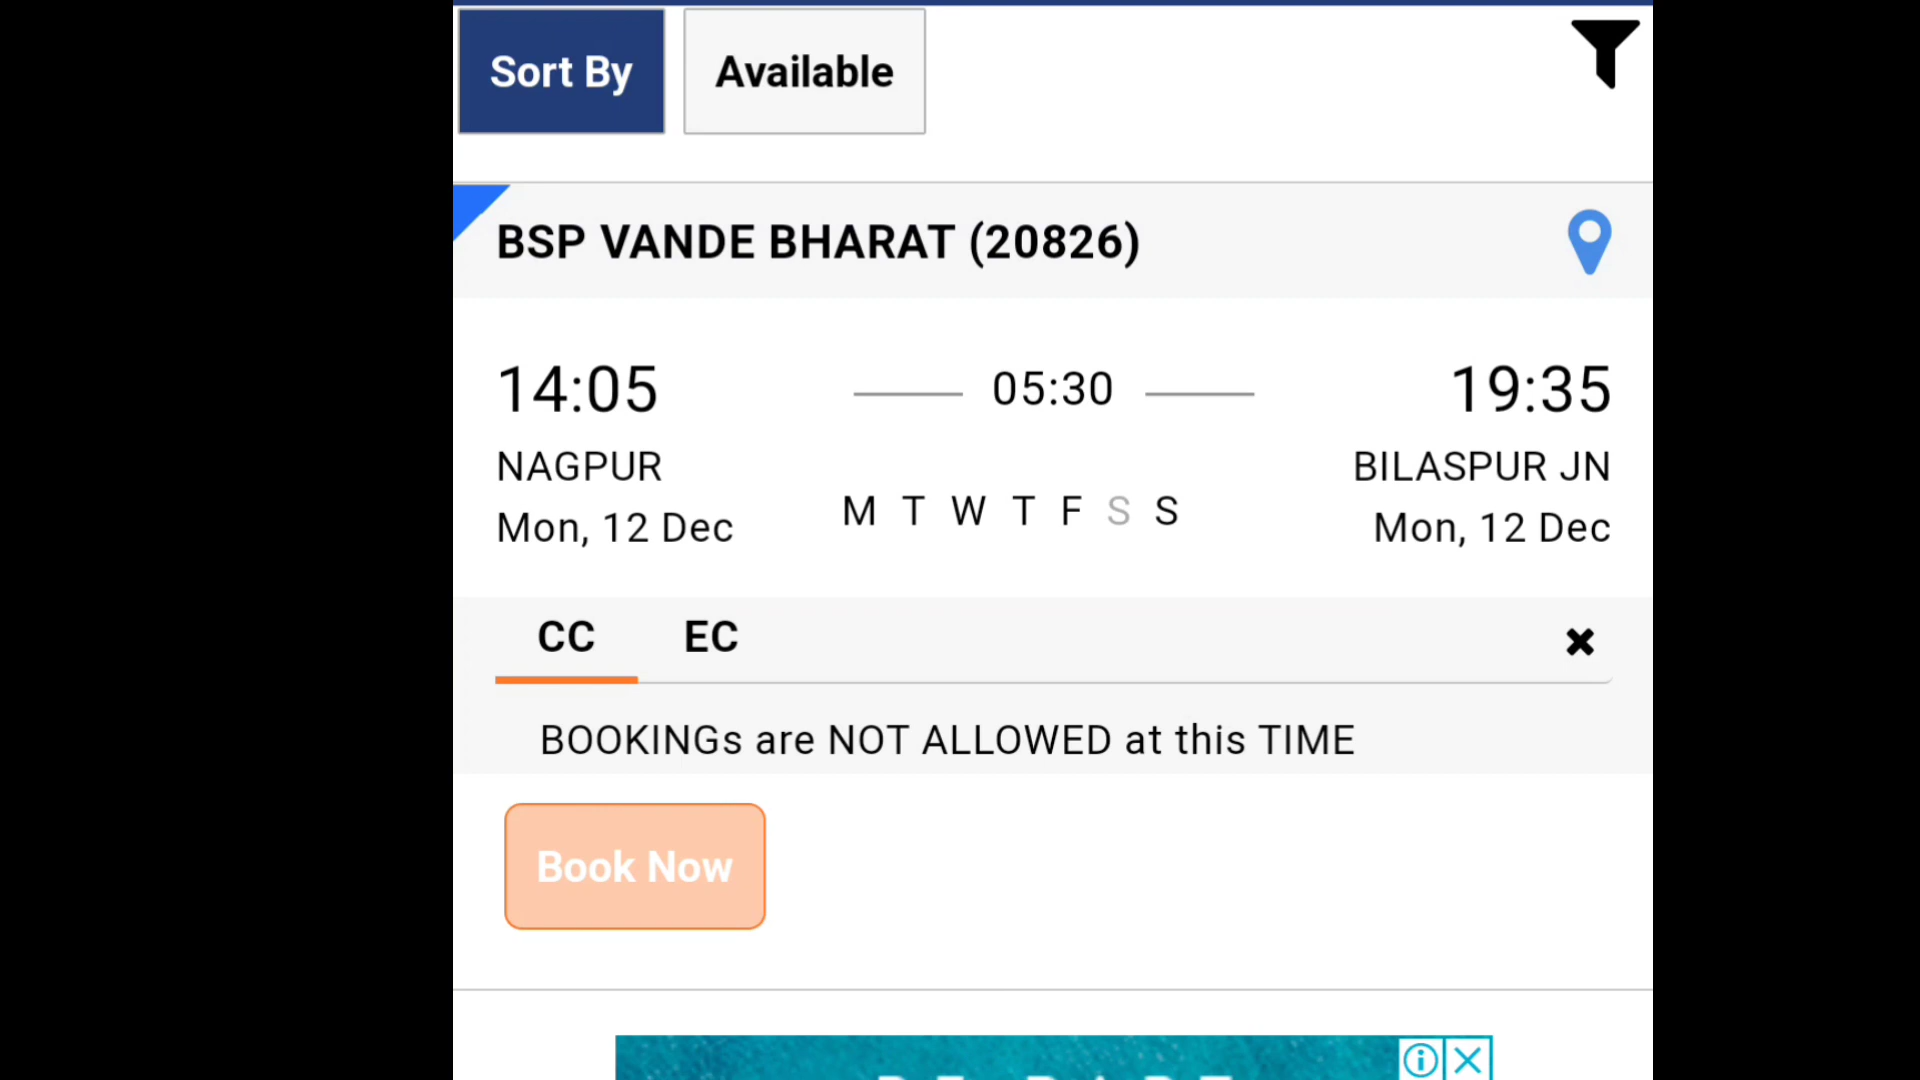 Sort By Available
BSP VANDE BHARAT (20826)
14:05 05:30 19:35
NAGPUR BILASPUR JN
M T W T F S S
Mon, 12 Dec Mon, 12 Dec
CC EC
BOOKINGs are NOT ALLOWED at this TIME
Book Now